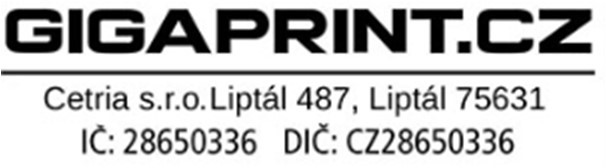 GIGAPRINT.CZ
Cetria s.r.o.Liptál 487, Liptál 75631
IČ: 28650336 DIČ: CZ28650336